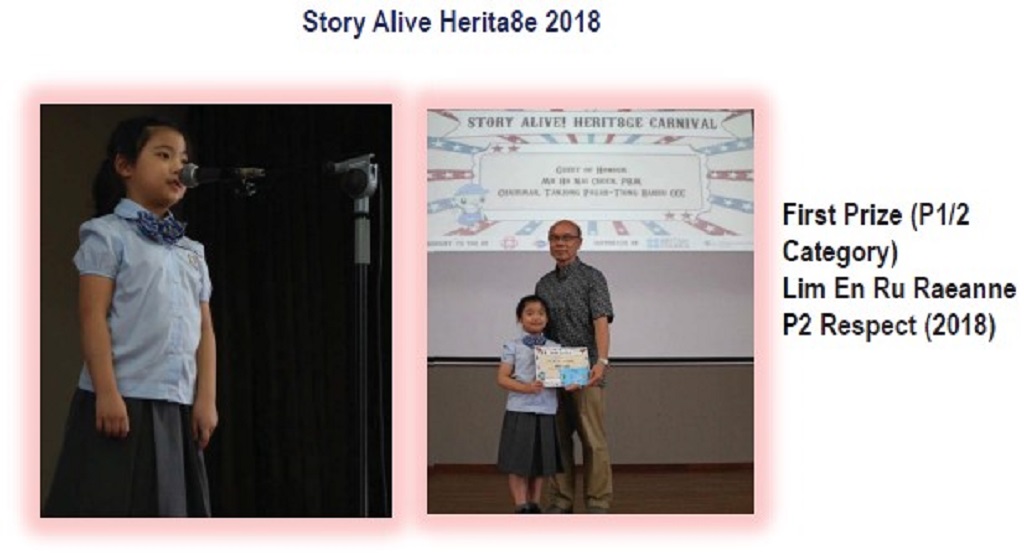 Story Alive Herita8e 2018
STORY ALIVE! HERIT8GE CARNIVAL
GUEST OF HONOUR
CHAIRMAN, TANJONG PAGAR-TIONG BAHRU CCC
First Prize (P1/2
Category)
Lim En Ru Raeanne
P2 Respect (2018)